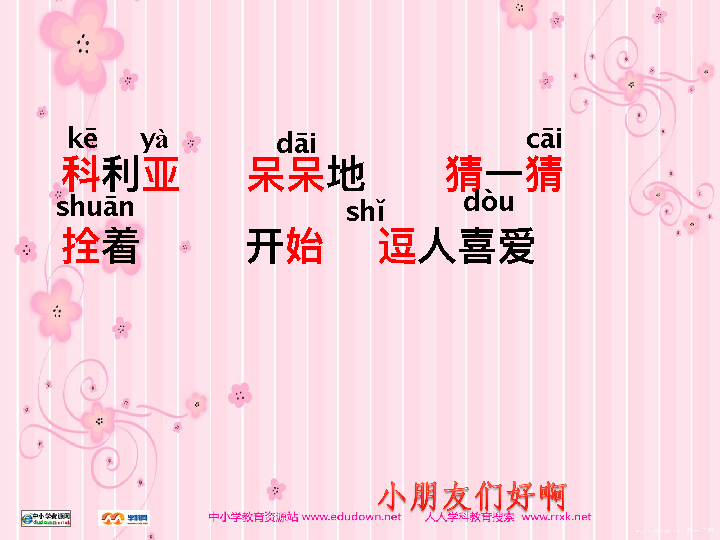 kē yà dāi cāi
科利亚 呆呆地 猜一猜
shuān shǐ dòu
拴着 开始 逗人喜爱
小朋友们好啊
中小学教育资源站 www.edudown.net 人人学科教育搜索 www.rrxk.net